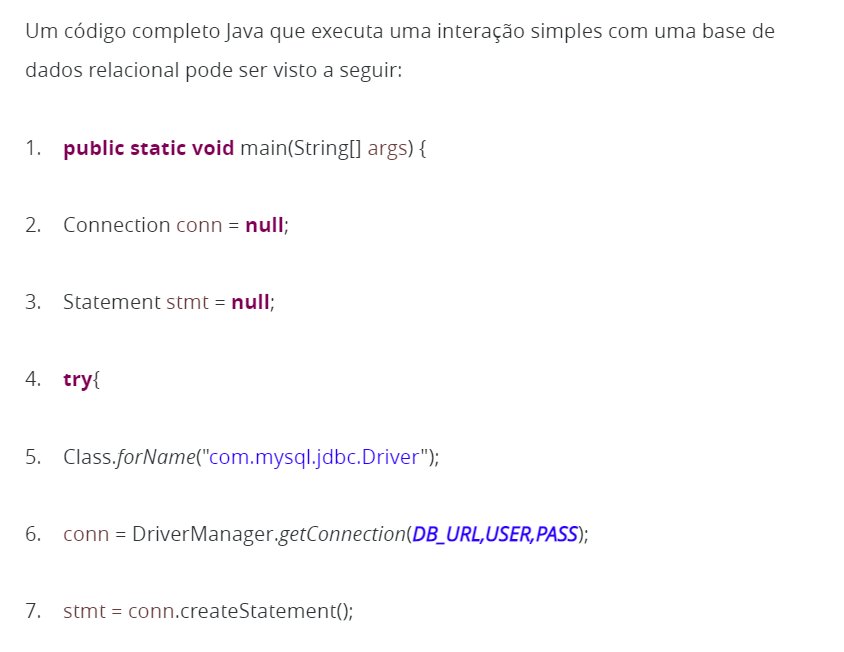 Um código completo Java que executa uma interação simples com uma base de
dados relacional pode ser visto a seguir:
1. public static void main(String[] args) {
2. Connection conn = null;
3. Statement stmt = null;
4. try{
5. Class.forName("com.mysql.jdbc.Driver");
6. conn = DriverManager.getConnection(DB_URL,USER,PASS);
7. stmt = conn.createStatement();